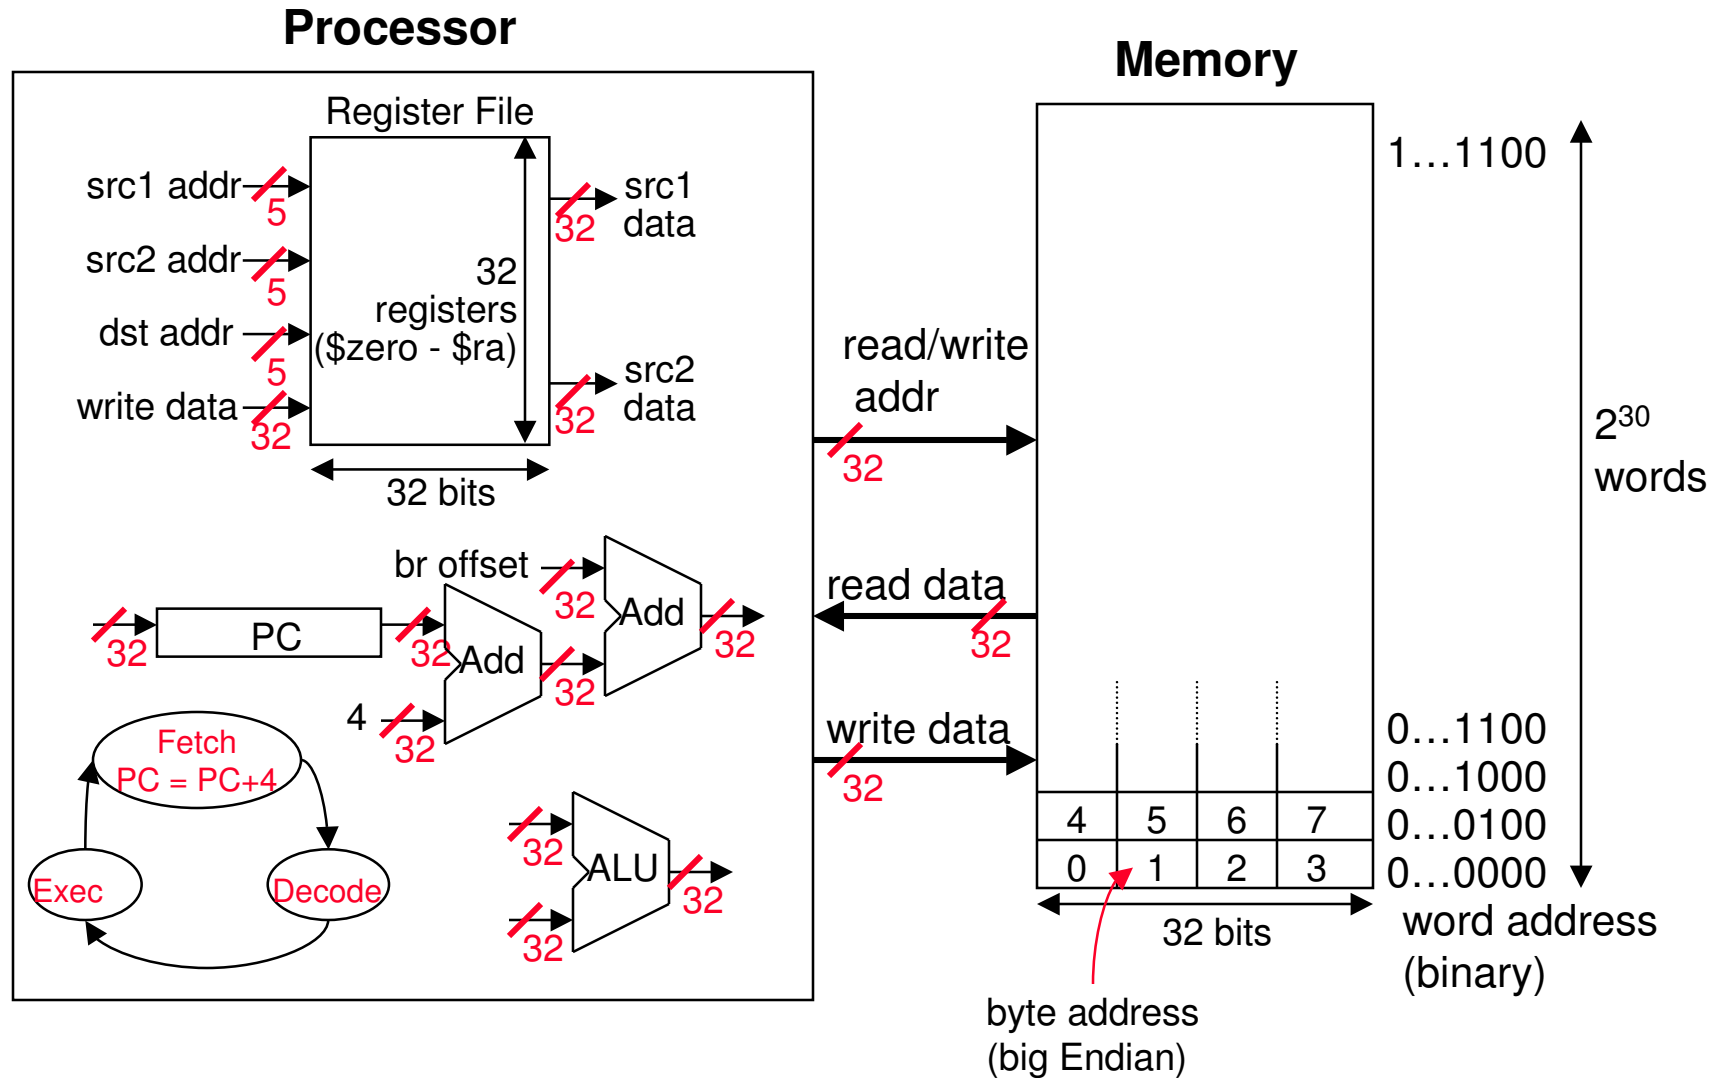 Processor
Register File
src1 addr
5
src2 addr
5
dst addr
5
write data
32
32
registers
($zero - $ra)
32
src1
data
32
src2
data
32 bits
br offset
32
Add
32
32
PC
32
Add
32
4
32
Fetch
PC = PC+4
Exec
Decode
32
ALU
32
32
read/write
addr
32
read data
32
write data
32
Memory
1...1100
2³⁰
words
0...1100
0...1000
4 5 6 7
0...0100
0 1 2 3
0...0000
32 bits
word address
(binary)
byte address
(big Endian)